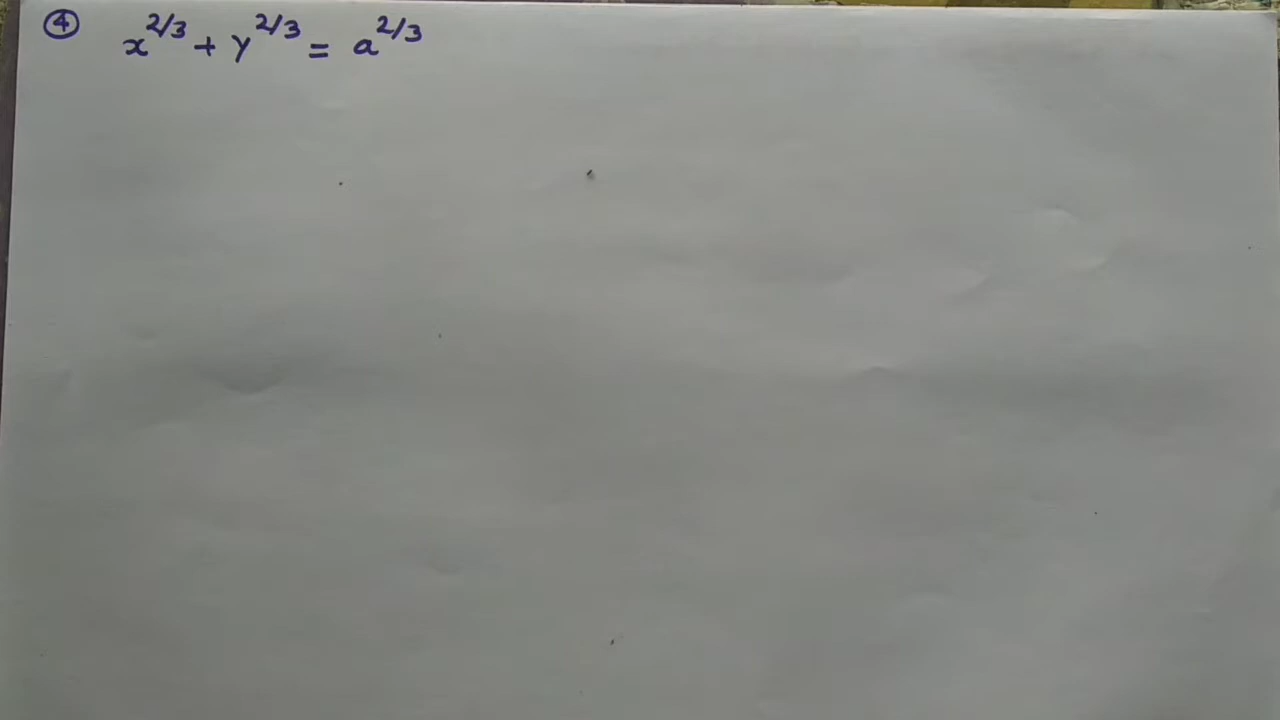 ④ x^{2/3} + y^{2/3} = a^{2/3}